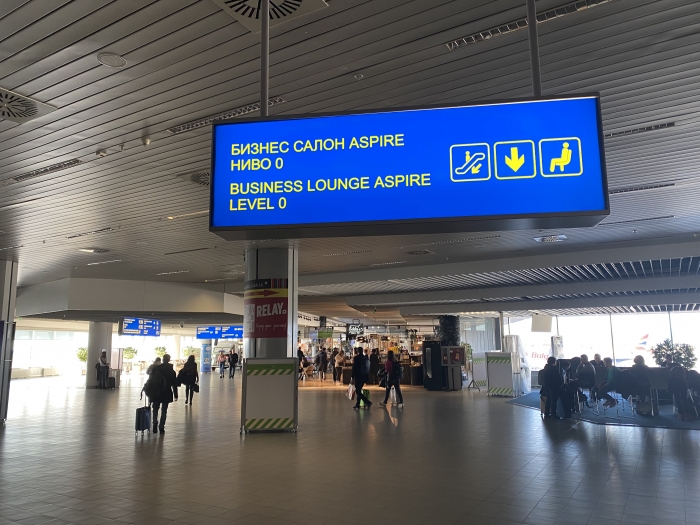 БИЗНЕС САЛОН ASPIRE
НИВО 0
BUSINESS LOUNGE ASPIRE
LEVEL 0
RELAY